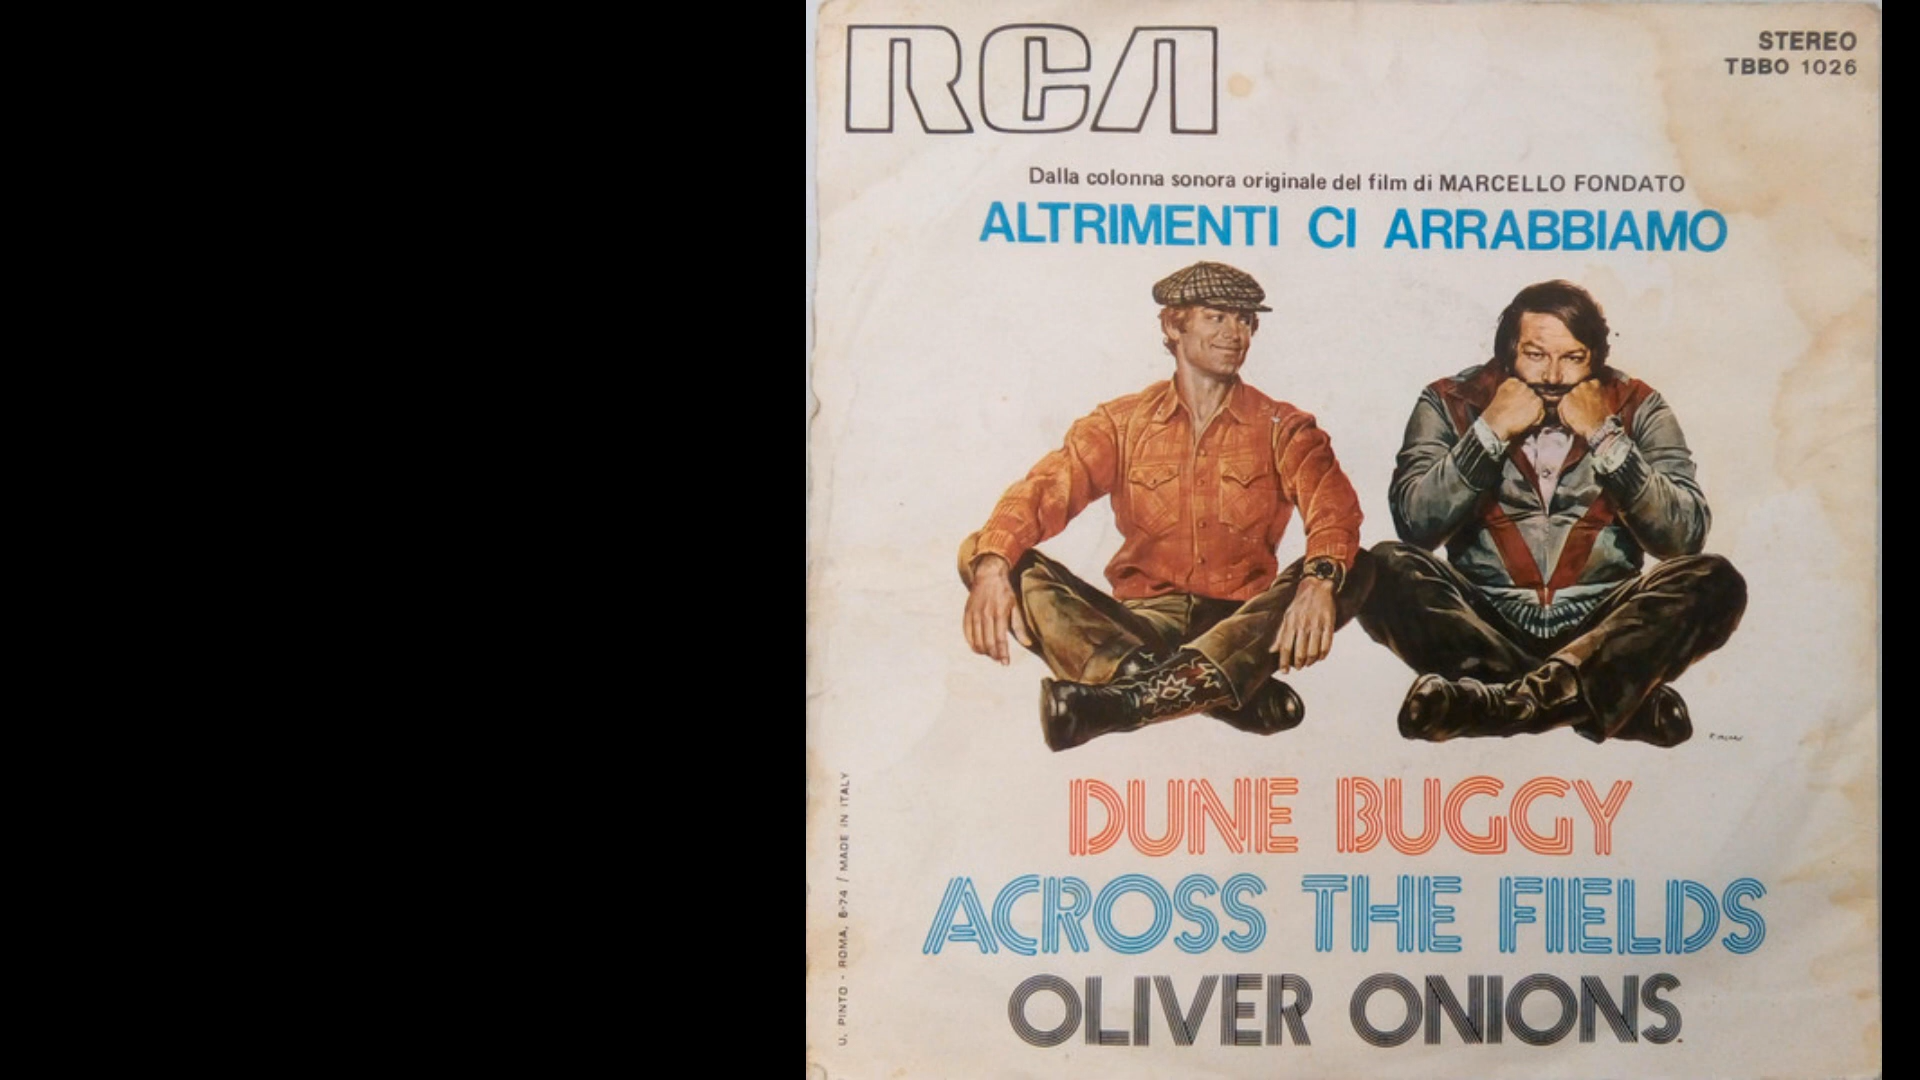 RCA
STEREO
TBBO 1026
Dalla colonna sonora originale del film di MARCELLO FONDATO
ALTRIMENTI CI ARRABBIAMO
DUNE BUGGY
ACROSS THE FIELDS
OLIVER ONIONS
U. PINTO - ROMA, 6-74 / MADE IN ITALY